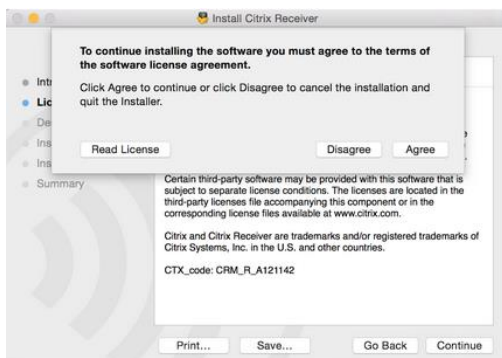 Install Citrix Receiver
To continue installing the software you must agree to the terms of
the software license agreement.
Click Agree to continue or click Disagree to cancel the installation and
quit the Installer.
Read License
Disagree
Agree
Summary
Certain third-party software may be provided with this software that is
subject to separate license conditions. The licenses are located in the
third-party licenses file accompanying this component or in the
corresponding license files available at www.citrix.com.
Citrix and Citrix Receiver are trademarks and/or registered trademarks of
Citrix Systems, Inc. in the U.S. and other countries.
CTX_code: CRM_R_A121142
Print...
Save...
Go Back
Continue